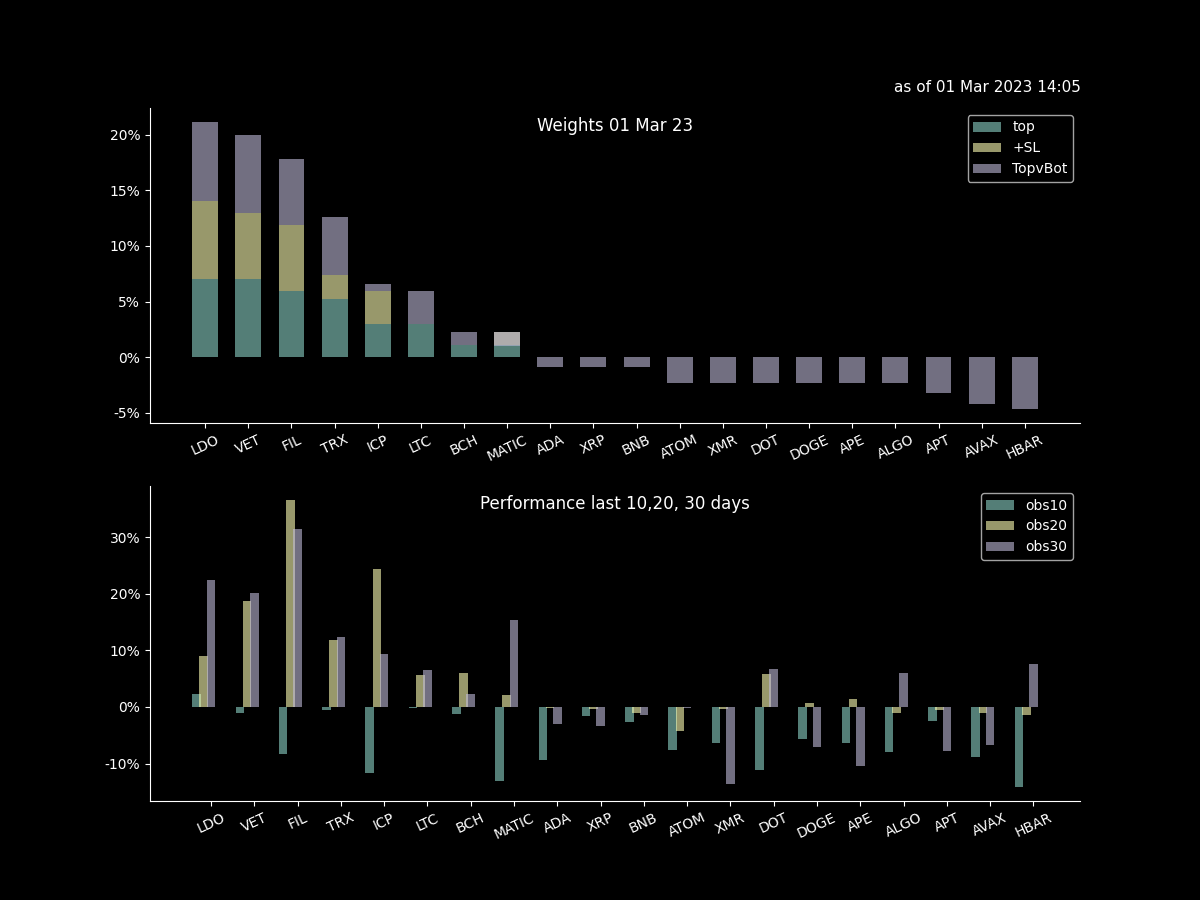 as of 01 Mar 2023 14:05
Weights 01 Mar 23
top
+SL
TopvBot
20%
15%
10%
5%
0%
-5%
LDO VET FIL TRX ICP LTC BCH MATIC ADA XRP BNB ATOM XMR DOT DOGE APE ALGO APT AVAX HBAR
Performance last 10,20, 30 days
obs10
obs20
obs30
30%
20%
10%
0%
-10%
LDO VET FIL TRX ICP LTC BCH MATIC ADA XRP BNB ATOM XMR DOT DOGE APE ALGO APT AVAX HBAR